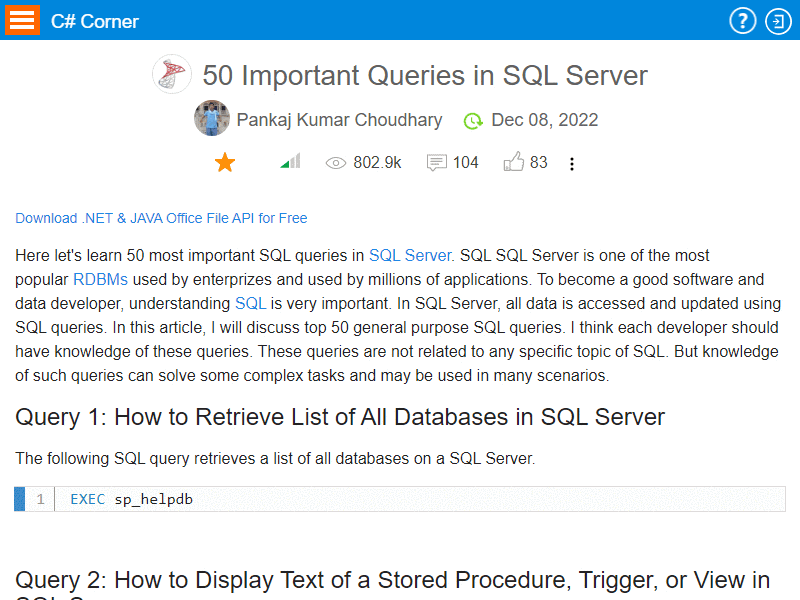 C# Corner
50 Important Queries in SQL Server
Pankaj Kumar Choudhary Dec 08, 2022
802.9k 104 83
Download .NET & JAVA Office File API for Free
Here let's learn 50 most important SQL queries in SQL Server. SQL SQL Server is one of the most
popular RDBMs used by enterprizes and used by millions of applications. To become a good software and
data developer, understanding SQL is very important. In SQL Server, all data is accessed and updated using
SQL queries. In this article, I will discuss top 50 general purpose SQL queries. I think each developer should
have knowledge of these queries. These queries are not related to any specific topic of SQL. But knowledge
of such queries can solve some complex tasks and may be used in many scenarios.
Query 1: How to Retrieve List of All Databases in SQL Server
The following SQL query retrieves a list of all databases on a SQL Server.
1 EXEC sp_helpdb
Query 2: How to Display Text of a Stored Procedure, Trigger, or View in